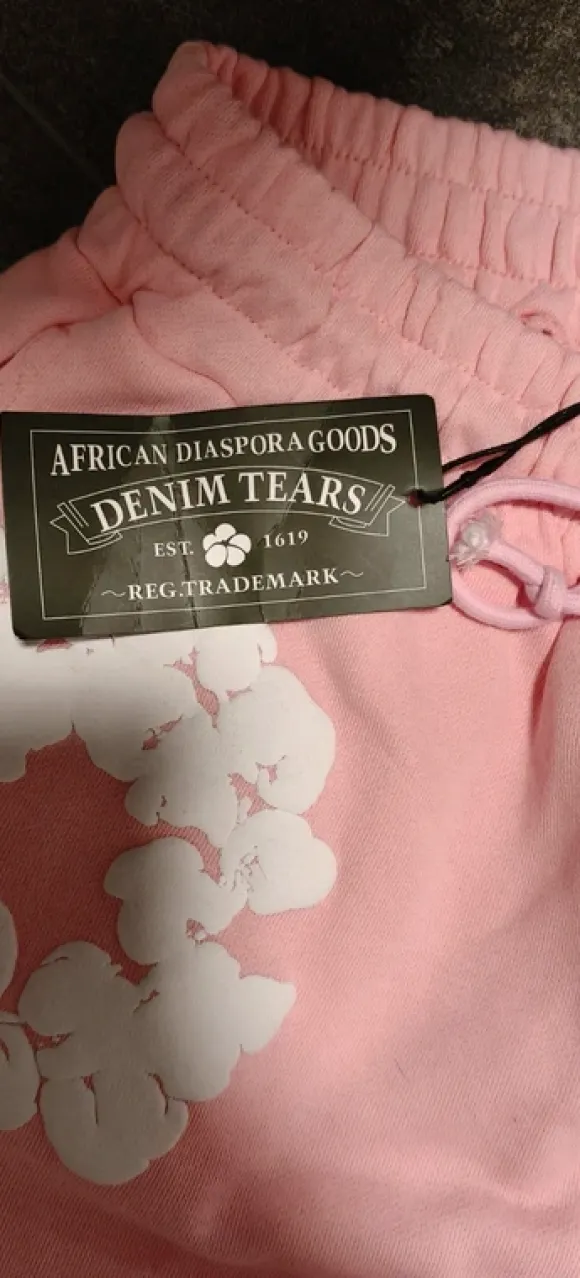 AFRICAN DIASPORA GOODS
DENIM TEARS
EST. 1619
~REG.TRADEMARK~